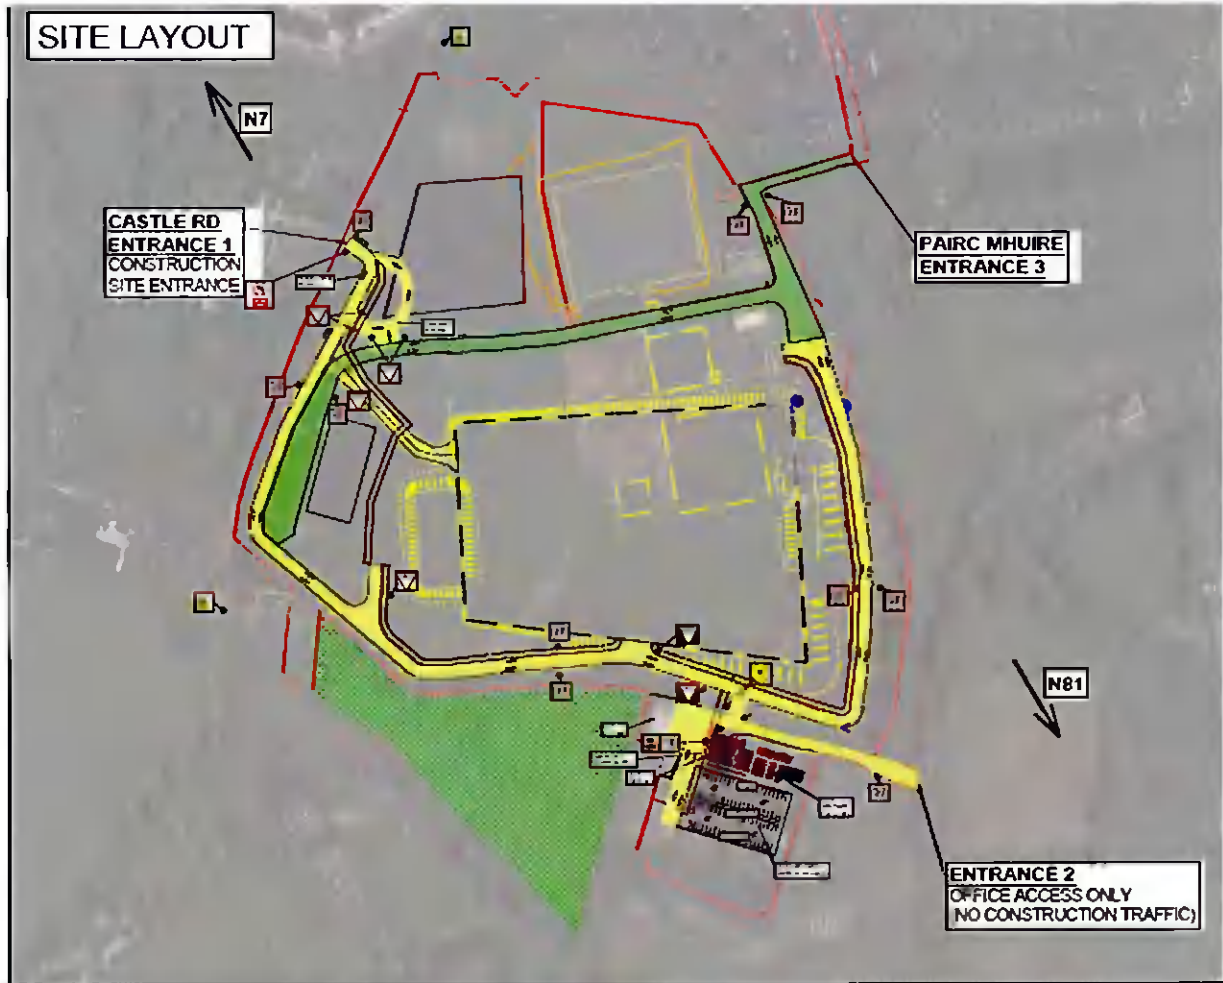 SITE LAYOUT
N7
CASTLE RD
ENTRANCE 1
CONSTRUCTION
SITE ENTRANCE
PAIRC MHUIRE
ENTRANCE 3
N81
ENTRANCE 2
OFFICE ACCESS ONLY
NO CONSTRUCTION TRAFFIC)